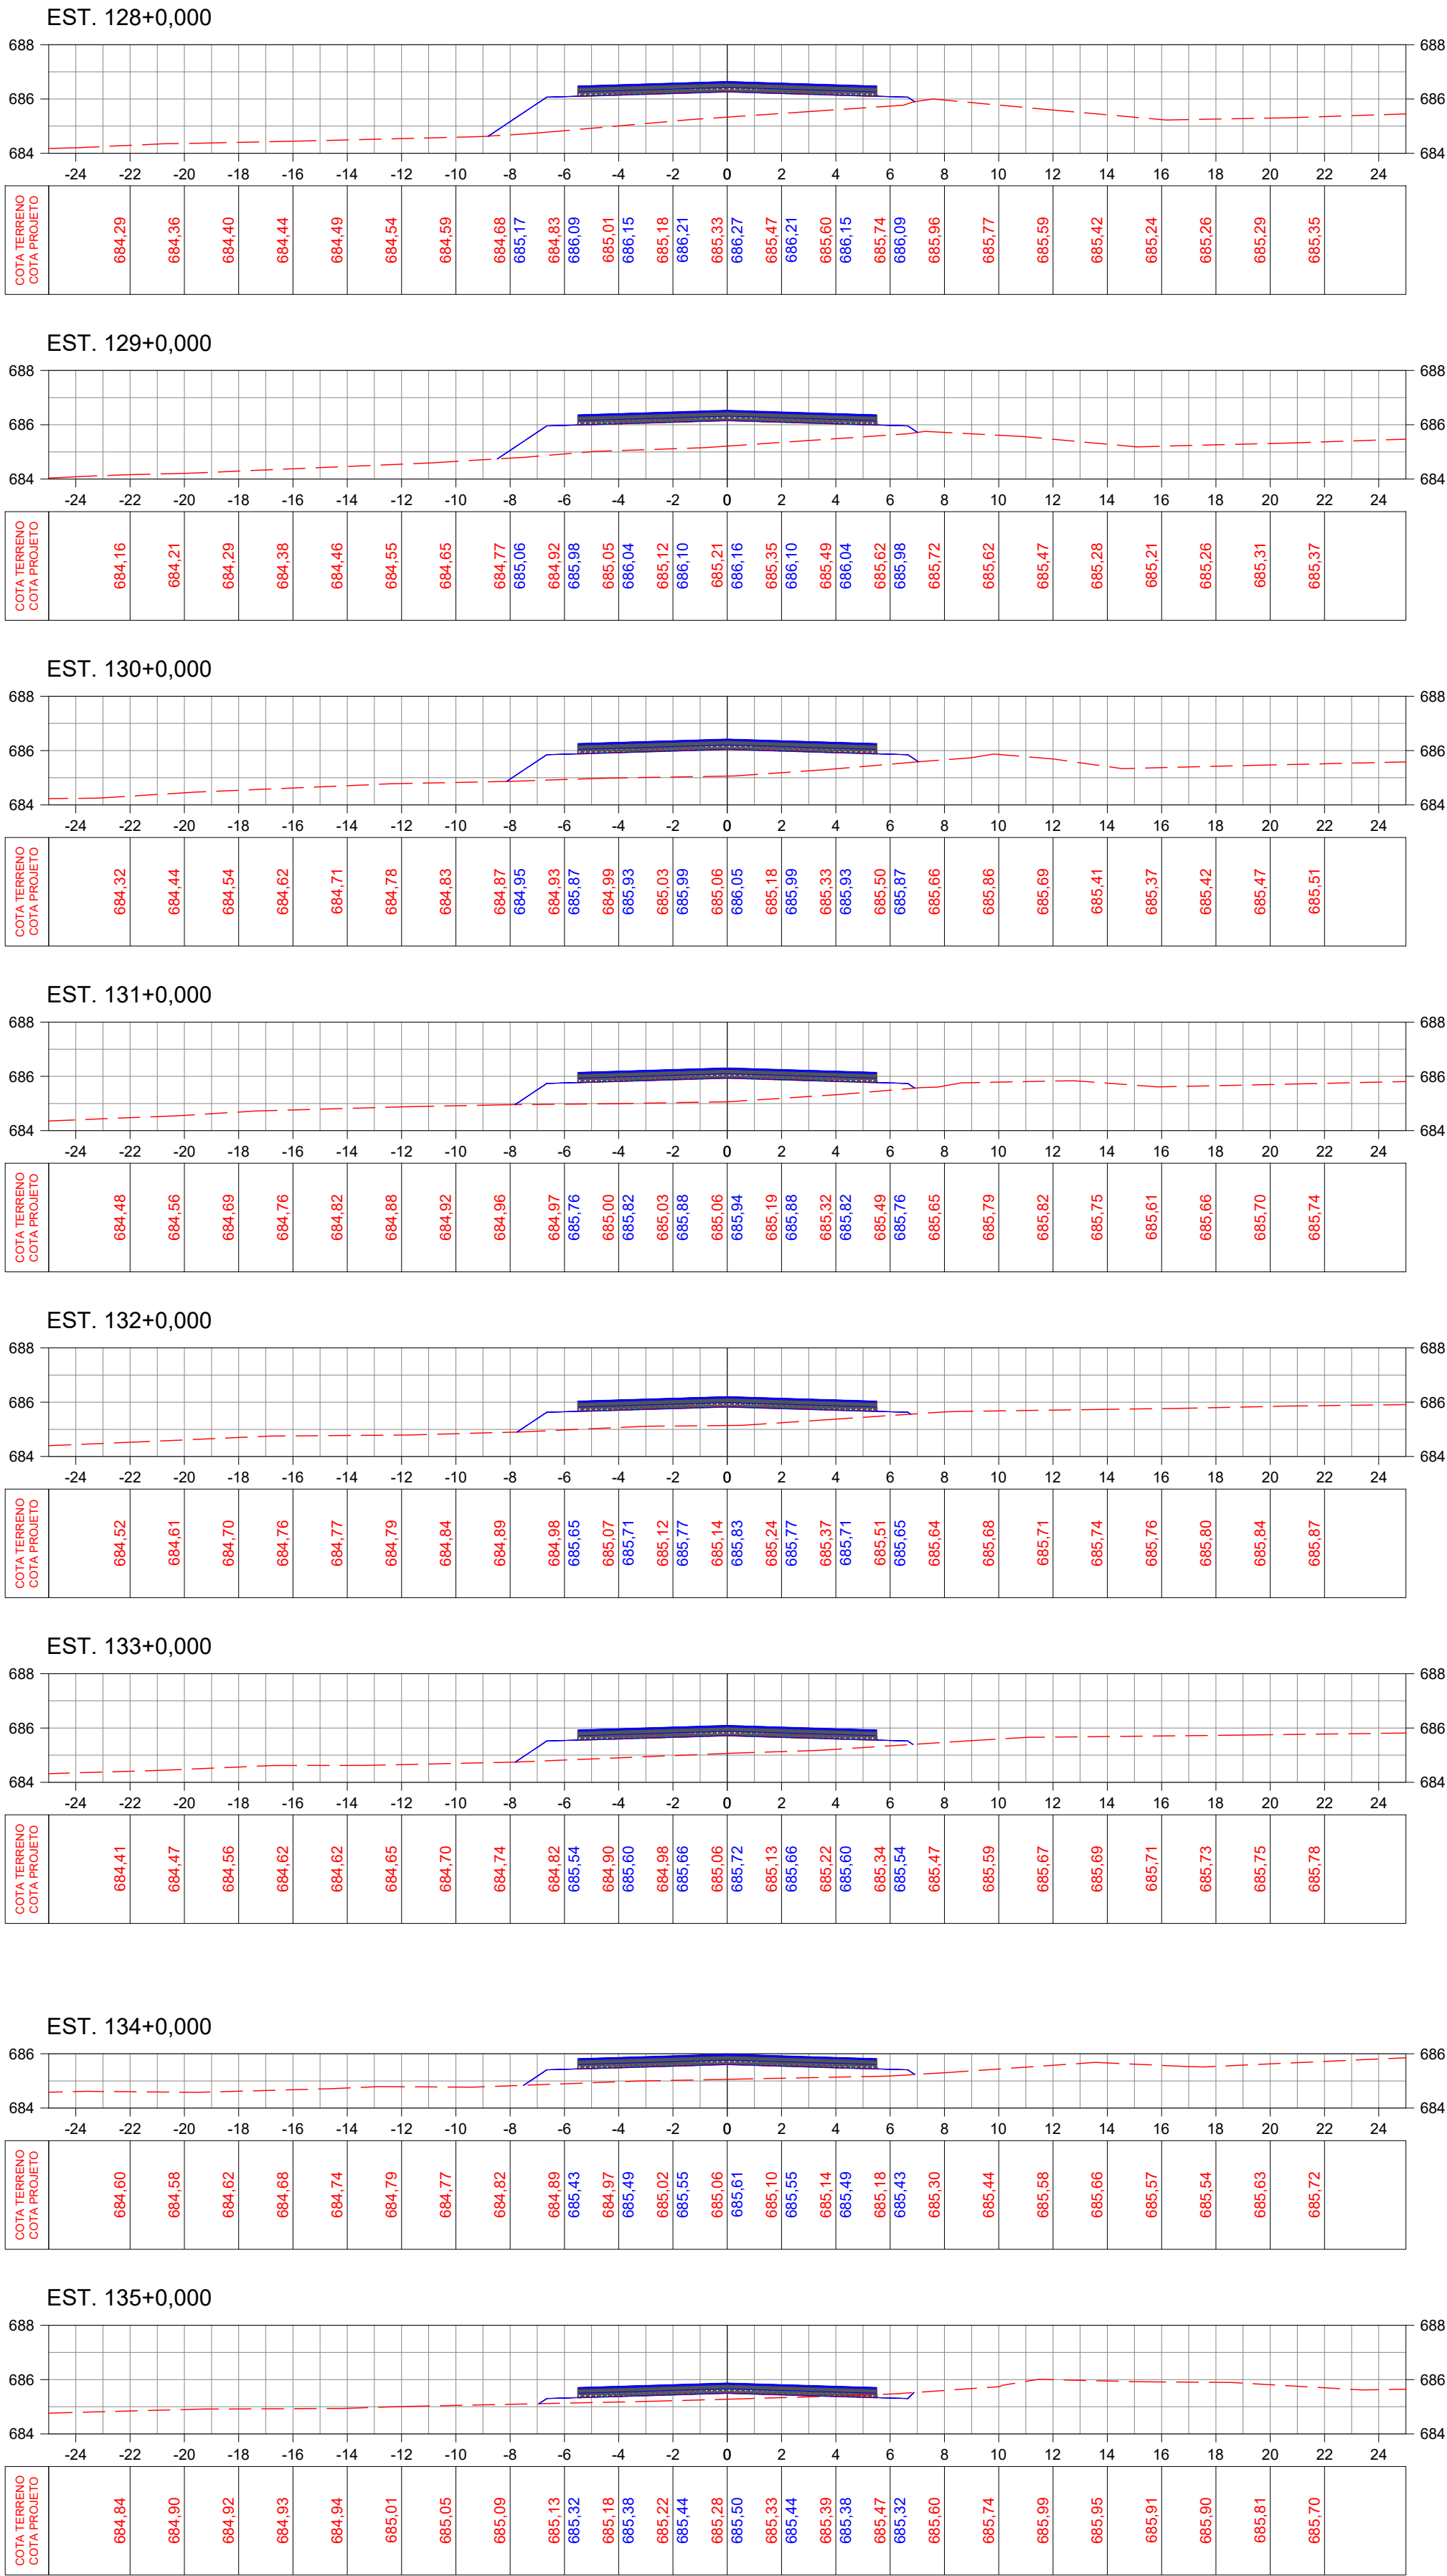 EST. 128+0,000
688 688
686 686
684 684
-24 -22 -20 -18 -16 -14 -12 -10 -8 -6 -4 -2 0 2 4 6 8 10 12 14 16 18 20 22 24
COTA TERRENO
COTA PROJETO
684,29 684,36 684,40 684,44 684,49 684,54 684,59 684,68 685,17 684,83 686,09 685,01 686,15 685,18 686,21 685,33 686,27 685,47 686,21 685,60 686,15 685,74 686,09 685,96 685,77 685,59 685,42 685,24 685,26 685,29 685,35
EST. 129+0,000
688 688
686 686
684 684
-24 -22 -20 -18 -16 -14 -12 -10 -8 -6 -4 -2 0 2 4 6 8 10 12 14 16 18 20 22 24
COTA TERRENO
COTA PROJETO
684,16 684,21 684,29 684,38 684,46 684,55 684,65 684,77 685,06 684,92 685,98 685,05 686,04 685,12 686,10 685,21 686,16 685,35 686,10 685,49 686,04 685,62 685,98 685,72 685,62 685,47 685,28 685,21 685,26 685,31 685,37
EST. 130+0,000
688 688
686 686
684 684
-24 -22 -20 -18 -16 -14 -12 -10 -8 -6 -4 -2 0 2 4 6 8 10 12 14 16 18 20 22 24
COTA TERRENO
COTA PROJETO
684,32 684,44 684,54 684,62 684,71 684,78 684,83 684,87 684,95 684,93 685,87 684,99 685,93 685,03 685,99 685,06 686,05 685,18 685,99 685,33 685,93 685,50 685,87 685,66 685,86 685,69 685,41 685,37 685,42 685,47 685,51
EST. 131+0,000
688 688
686 686
684 684
-24 -22 -20 -18 -16 -14 -12 -10 -8 -6 -4 -2 0 2 4 6 8 10 12 14 16 18 20 22 24
COTA TERRENO
COTA PROJETO
684,48 684,56 684,69 684,76 684,82 684,88 684,92 684,96 684,97 685,76 685,00 685,82 685,03 685,88 685,06 685,94 685,19 685,88 685,32 685,82 685,49 685,76 685,65 685,79 685,82 685,75 685,61 685,66 685,70 685,74
EST. 132+0,000
688 688
686 686
684 684
-24 -22 -20 -18 -16 -14 -12 -10 -8 -6 -4 -2 0 2 4 6 8 10 12 14 16 18 20 22 24
COTA TERRENO
COTA PROJETO
684,52 684,61 684,70 684,76 684,77 684,79 684,84 684,89 684,98 685,65 685,07 685,71 685,12 685,77 685,14 685,83 685,24 685,77 685,37 685,71 685,51 685,65 685,64 685,68 685,71 685,74 685,76 685,80 685,84 685,87
EST. 133+0,000
688 688
686 686
684 684
-24 -22 -20 -18 -16 -14 -12 -10 -8 -6 -4 -2 0 2 4 6 8 10 12 14 16 18 20 22 24
COTA TERRENO
COTA PROJETO
684,41 684,47 684,56 684,62 684,62 684,65 684,70 684,74 684,82 685,54 684,90 685,60 684,98 685,66 685,06 685,72 685,13 685,66 685,22 685,60 685,34 685,54 685,47 685,59 685,67 685,69 685,71 685,73 685,75 685,78
EST. 134+0,000
686 686
684 684
-24 -22 -20 -18 -16 -14 -12 -10 -8 -6 -4 -2 0 2 4 6 8 10 12 14 16 18 20 22 24
COTA TERRENO
COTA PROJETO
684,60 684,58 684,62 684,68 684,74 684,79 684,77 684,82 684,89 685,43 684,97 685,49 685,02 685,55 685,06 685,61 685,10 685,55 685,14 685,49 685,18 685,43 685,30 685,44 685,58 685,66 685,57 685,54 685,63 685,72
EST. 135+0,000
688 688
686 686
684 684
-24 -22 -20 -18 -16 -14 -12 -10 -8 -6 -4 -2 0 2 4 6 8 10 12 14 16 18 20 22 24
COTA TERRENO
COTA PROJETO
684,84 684,90 684,92 684,93 684,94 685,01 685,05 685,09 685,13 685,32 685,18 685,38 685,22 685,44 685,28 685,50 685,33 685,44 685,39 685,38 685,47 685,32 685,60 685,74 685,99 685,95 685,91 685,90 685,81 685,70